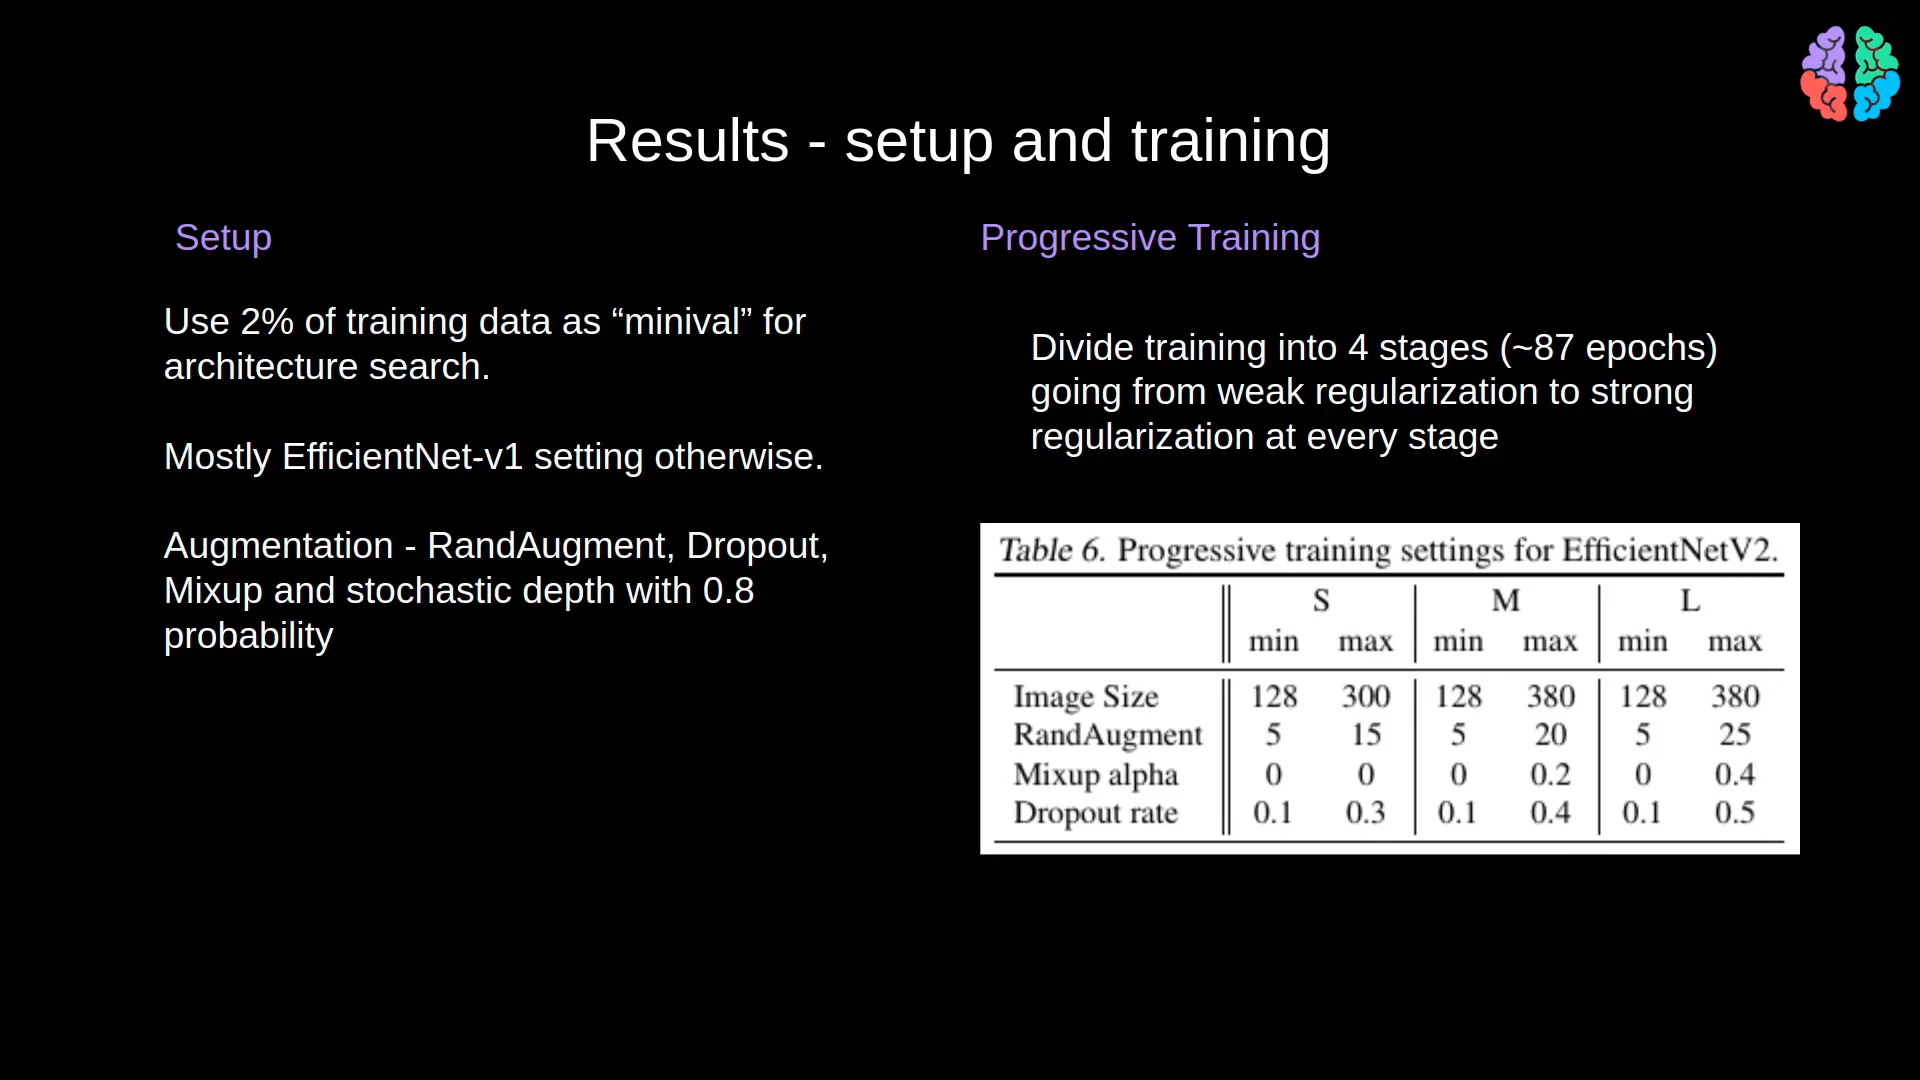 Results - setup and training
Setup
Use 2% of training data as “minival” for
architecture search.
Mostly EfficientNet-v1 setting otherwise.
Augmentation - RandAugment, Dropout,
Mixup and stochastic depth with 0.8
probability
Progressive Training
Divide training into 4 stages (~87 epochs)
going from weak regularization to strong
regularization at every stage
Table 6. Progressive training settings for EfficientNetV2.
S M L
min max min max min max
Image Size 128 300 128 380 128 380
RandAugment 5 15 5 20 5 25
Mixup alpha 0 0 0 0.2 0 0.4
Dropout rate 0.1 0.3 0.1 0.4 0.1 0.5